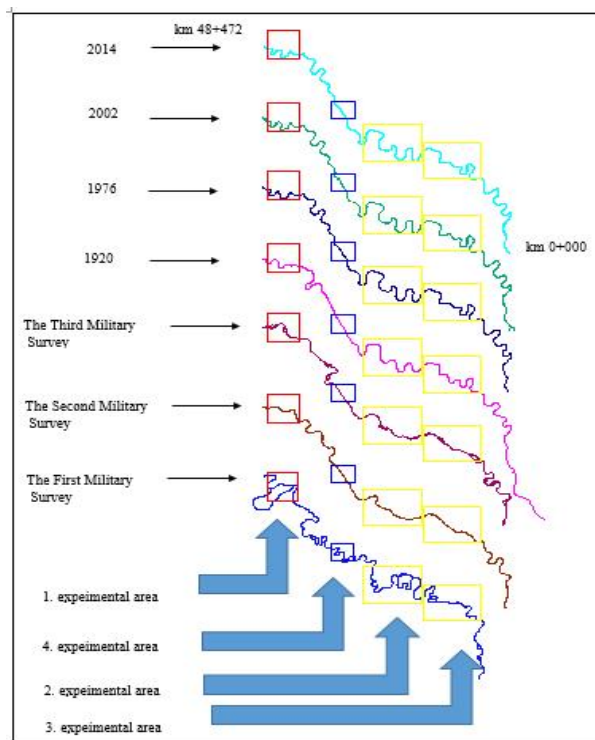 km 48+472
2014
2002
1976
km 0+000
1920
The Third Military
Survey
The Second Military
Survey
The First Military
Survey
1. expeimental area
4. expeimental area
2. expeimental area
3. expeimental area